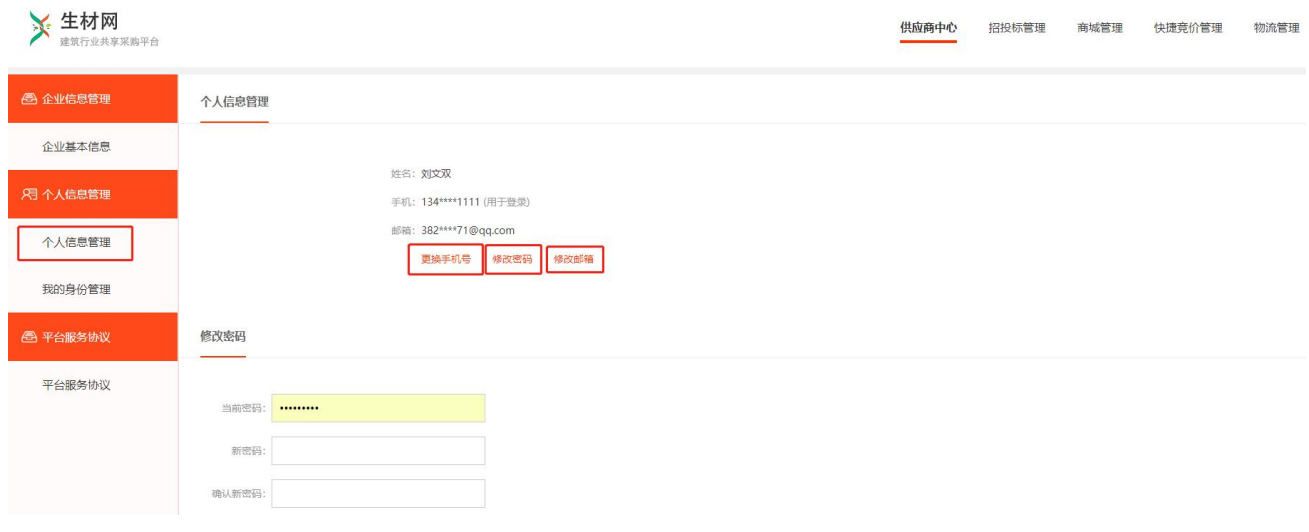 生材网
建筑行业共享采购平台
供应商中心 招投标管理 商城管理 快捷竞价管理 物流管理
企业信息管理
企业基本信息
个人信息管理
个人信息管理
我的身份管理
平台服务协议
平台服务协议
个人信息管理
姓名：刘文双
手机：134****1111 (用于登录)
邮箱：382****71@qq.com
更换手机号 修改密码 修改邮箱
修改密码
当前密码：•••••••••
新密码：
确认新密码：